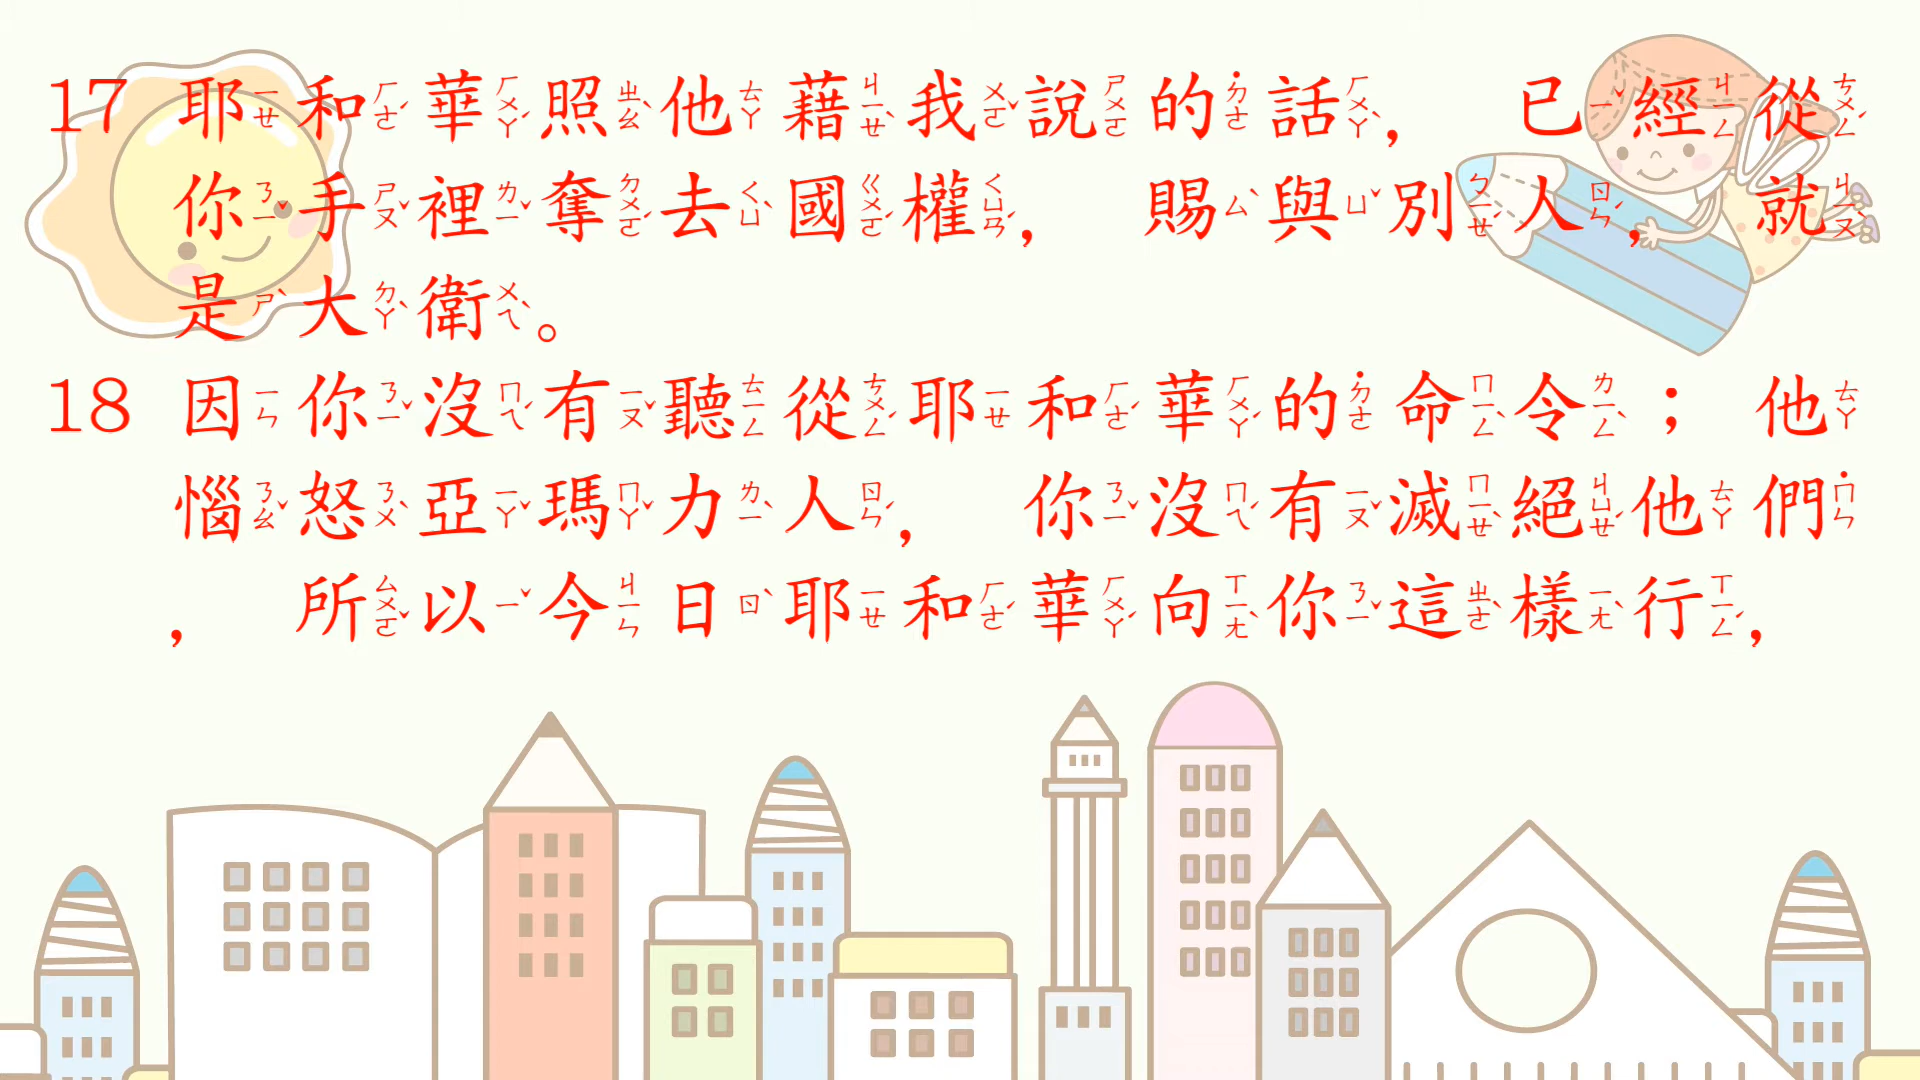 17 耶和華照他藉我說的話， 已經從
你手裡奪去國權， 賜與別人， 就
是大衛。
18 因你沒有聽從耶和華的命令； 他
惱怒亞瑪力人， 你沒有滅絕他們
， 所以今日耶和華向你這樣行，